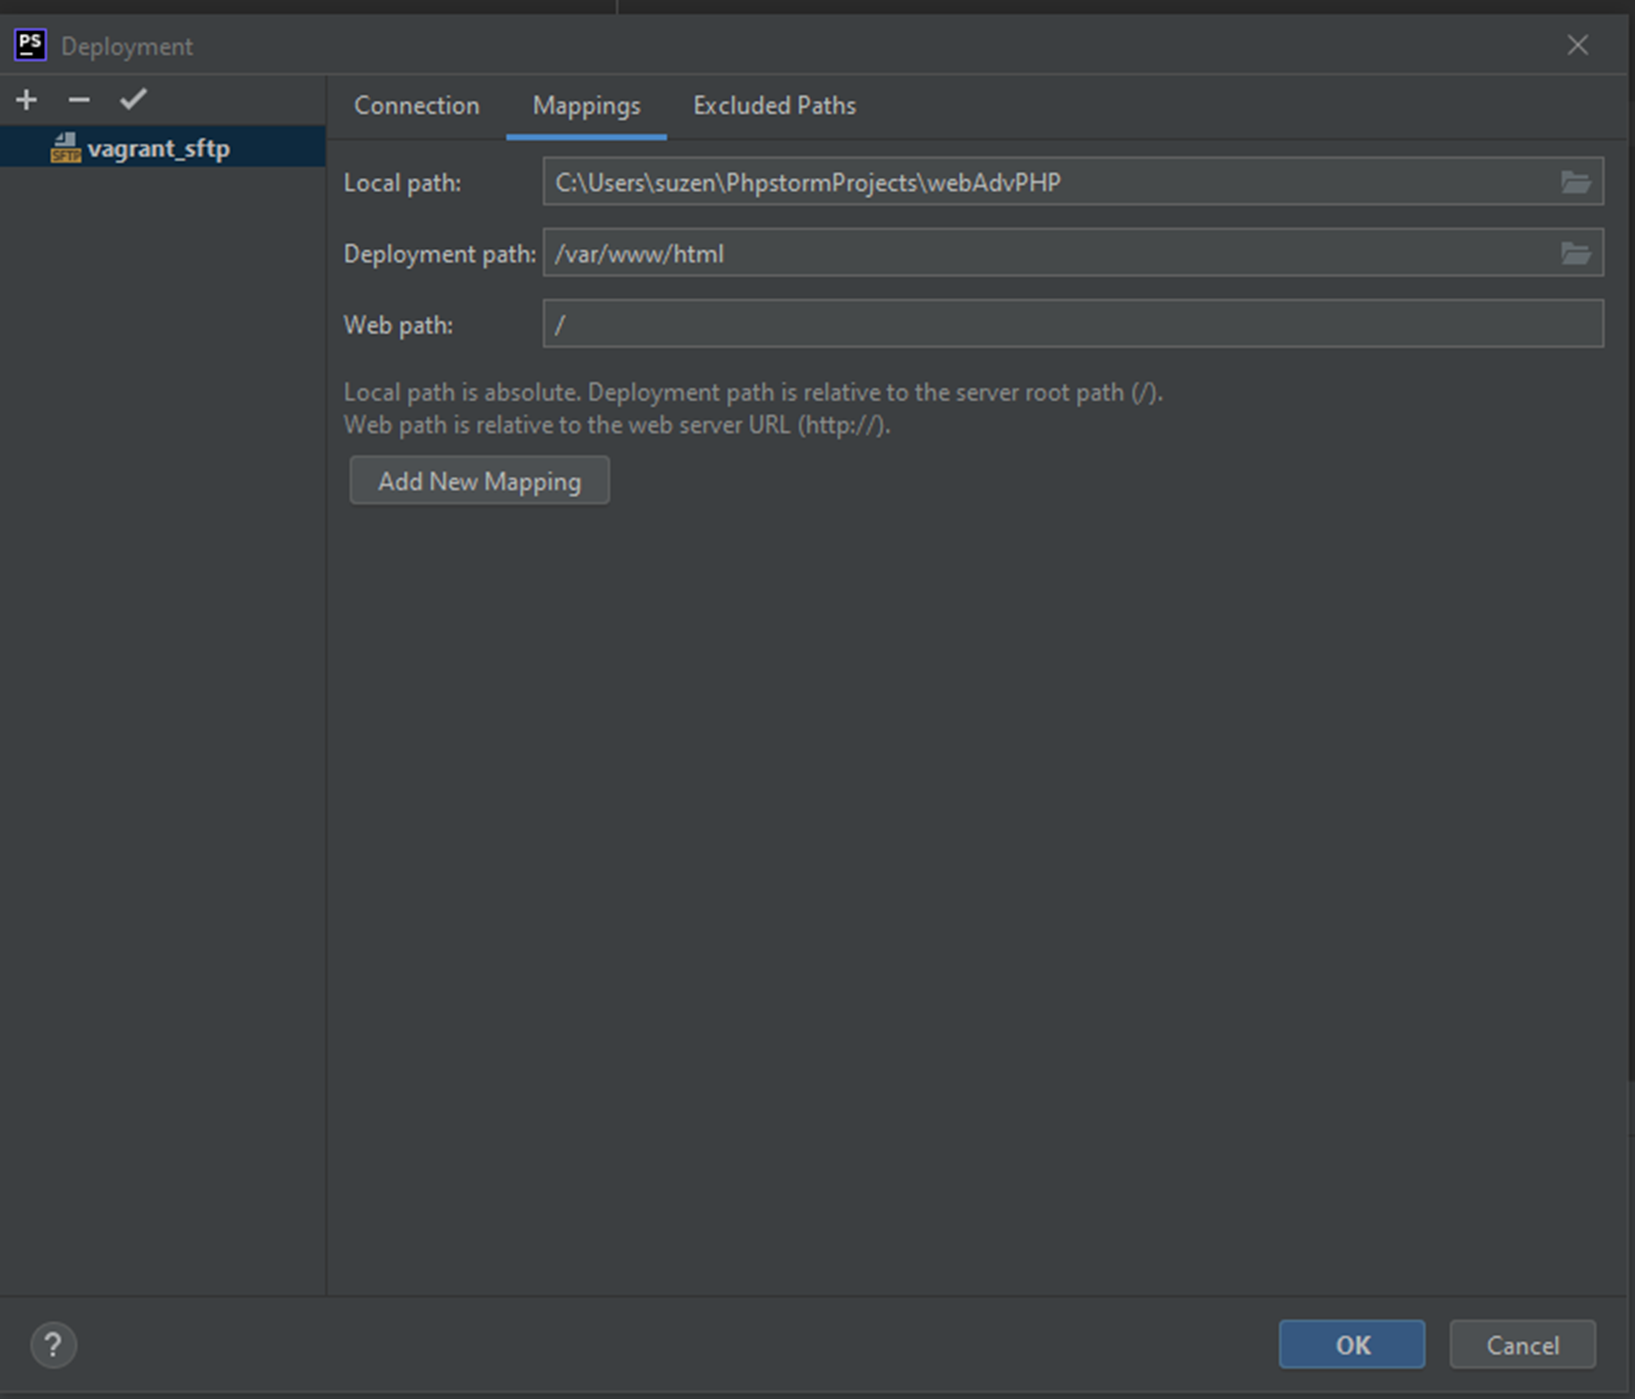 PS Deployment
vagrant_sftp
SFTP
Connection Mappings Excluded Paths
Local path: C:\Users\suzen\PhpstormProjects\webAdvPHP
Deployment path: /var/www/html
Web path: /
Local path is absolute. Deployment path is relative to the server root path (/).
Web path is relative to the web server URL (http://).
Add New Mapping
? OK Cancel